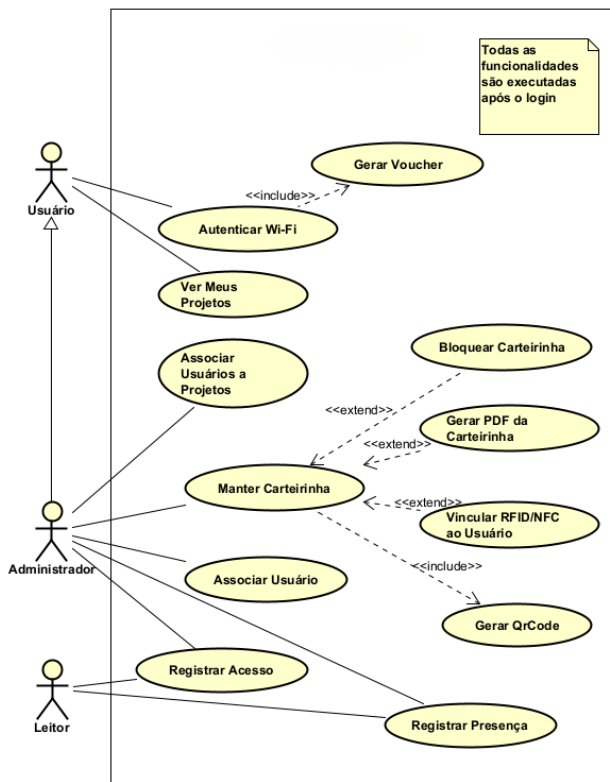 Todas as
funcionalidades
são executadas
após o login
Gerar Voucher
<<include>>
Usuário
Autenticar Wi-Fi
Ver Meus
Projetos
Associar
Usuários a
Projetos
Bloquear Carteirinha
<<extend>>
Gerar PDF da
Carteirinha
<<extend>>
Manter Carteirinha
<<extend>>
Vincular RFID/NFC
ao Usuário
Administrador
Associar Usuário
<<include>>
Gerar QrCode
Registrar Acesso
Leitor
Registrar Presença